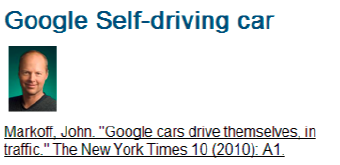 Google Self-driving car
Markoff, John. "Google cars drive themselves, in
traffic." The New York Times 10 (2010): A1.